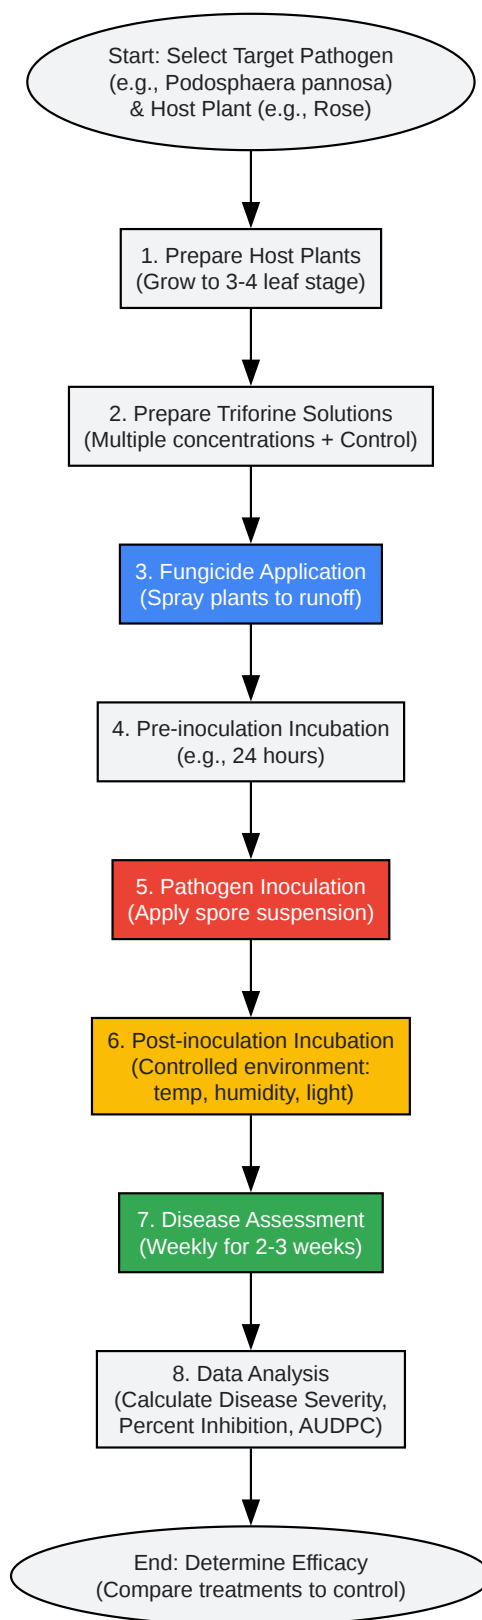 Start: Select Target Pathogen
(e.g., Podosphaera pannosa)
& Host Plant (e.g., Rose)
1. Prepare Host Plants
(Grow to 3-4 leaf stage)
2. Prepare Triforine Solutions
(Multiple concentrations + Control)
3. Fungicide Application
(Spray plants to runoff)
4. Pre-inoculation Incubation
(e.g., 24 hours)
5. Pathogen Inoculation
(Apply spore suspension)
6. Post-inoculation Incubation
(Controlled environment:
temp, humidity, light)
7. Disease Assessment
(Weekly for 2-3 weeks)
8. Data Analysis
(Calculate Disease Severity,
Percent Inhibition, AUDPC)
End: Determine Efficacy
(Compare treatments to control)